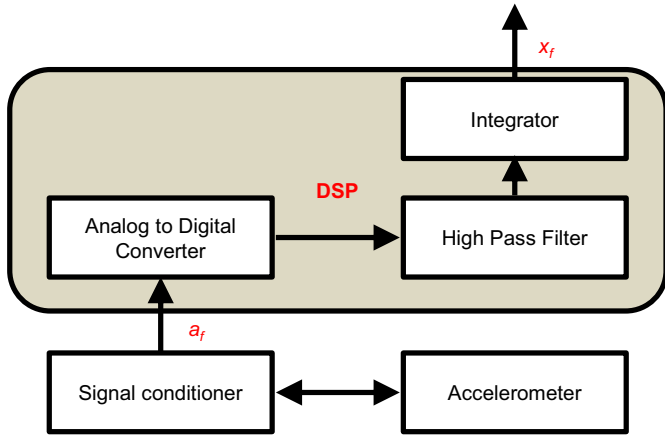 x_f
Integrator
DSP
Analog to Digital
Converter
High Pass Filter
a_f
Signal conditioner
Accelerometer